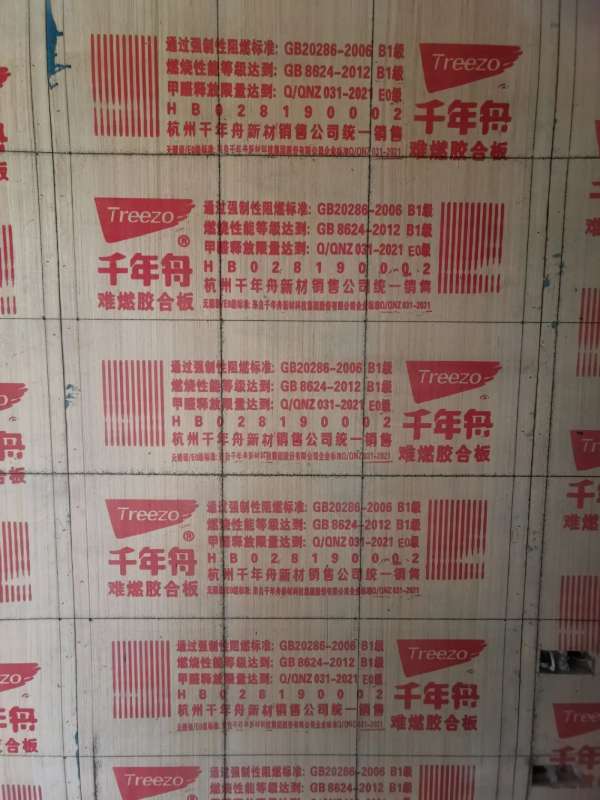 通过强制性阻燃标准: GB20286-2006 B1级
燃烧性能等级达到: GB 8624-2012 B1级
甲醛释放限量达到: Q/QNZ 031-2021 E0级
HB028190002
杭州千年舟新材销售公司统一销售
Treezo
千年舟
难燃胶合板
Treezo
®
千年舟
难燃胶合板
通过强制性阻燃标准: GB20286-2006 B1级
燃烧性能等级达到: GB 8624-2012 B1级
甲醛释放限量达到: Q/QNZ 031-2021 E0级
HB028190002
杭州千年舟新材销售公司统一销售
通过强制性阻燃标准: GB20286-2006 B1级
燃烧性能等级达到: GB 8624-2012 B1级
甲醛释放限量达到: Q/QNZ 031-2021 E0级
HB028190002
杭州千年舟新材销售公司统一销售
Treezo
千年舟
难燃胶合板
Treezo
®
千年舟
难燃胶合板
通过强制性阻燃标准: GB20286-2006 B1级
燃烧性能等级达到: GB 8624-2012 B1级
甲醛释放限量达到: Q/QNZ 031-2021 E0级
HB028190002
杭州千年舟新材销售公司统一销售
通过强制性阻燃标准: GB20286-2006 B1级
燃烧性能等级达到: GB 8624-2012 B1级
甲醛释放限量达到: Q/QNZ 031-2021 E0级
HB028190002
杭州千年舟新材销售公司统一销售
Treezo
千年舟
难燃胶合板
Treezo
通过强制性阻燃标准: GB20286-2006 B1级
燃烧性能等级达到: GB 8624-2012 B1级